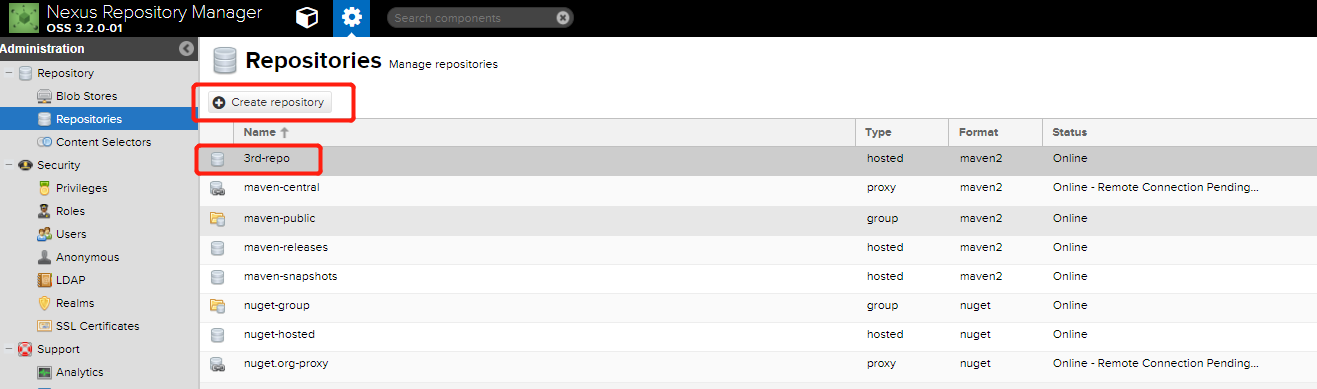 Nexus Repository Manager
OSS 3.2.0-01
Search components
Administration
Repository
Blob Stores
Repositories
Content Selectors
Security
Privileges
Roles
Users
Anonymous
LDAP
Realms
SSL Certificates
Support
Analytics
Repositories Manage repositories
Create repository
Name Type Format Status
3rd-repo hosted maven2 Online
maven-central proxy maven2 Online - Remote Connection Pending...
maven-public group maven2 Online
maven-releases hosted maven2 Online
maven-snapshots hosted maven2 Online
nuget-group group nuget Online
nuget-hosted hosted nuget Online
nuget.org-proxy proxy nuget Online - Remote Connection Pending...